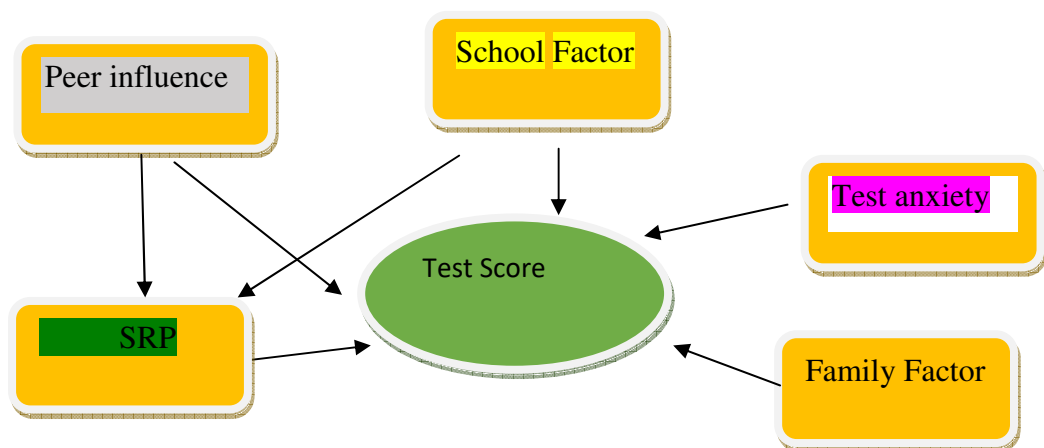 Peer influence
School Factor
Test anxiety
Test Score
SRP
Family Factor